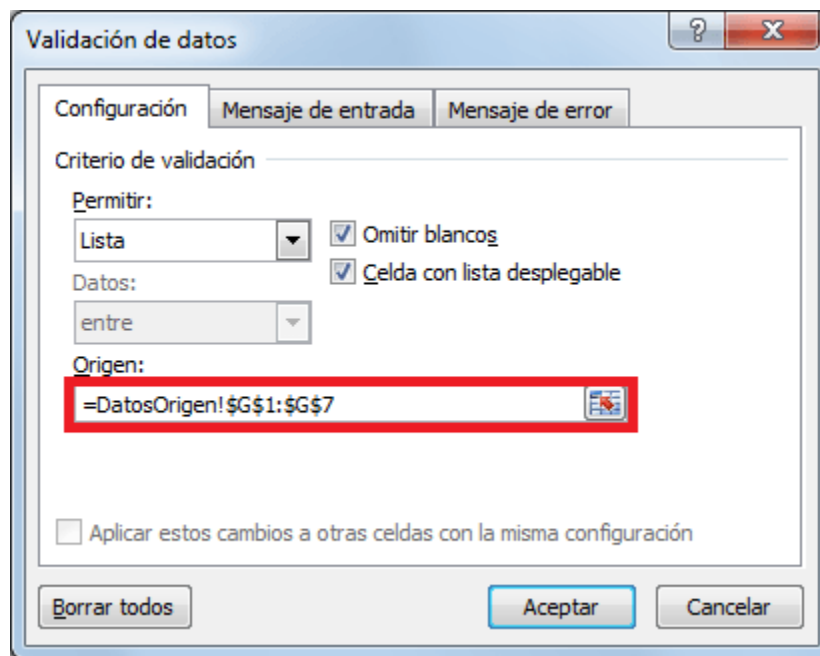 Validación de datos
Configuración
Mensaje de entrada
Mensaje de error
Criterio de validación
Permitir:
Lista
Omitir blancos
Datos:
Celda con lista desplegable
entre
Origen:
=DatosOrigen!$G$1:$G$7
Aplicar estos cambios a otras celdas con la misma configuración
Borrar todos
Aceptar
Cancelar